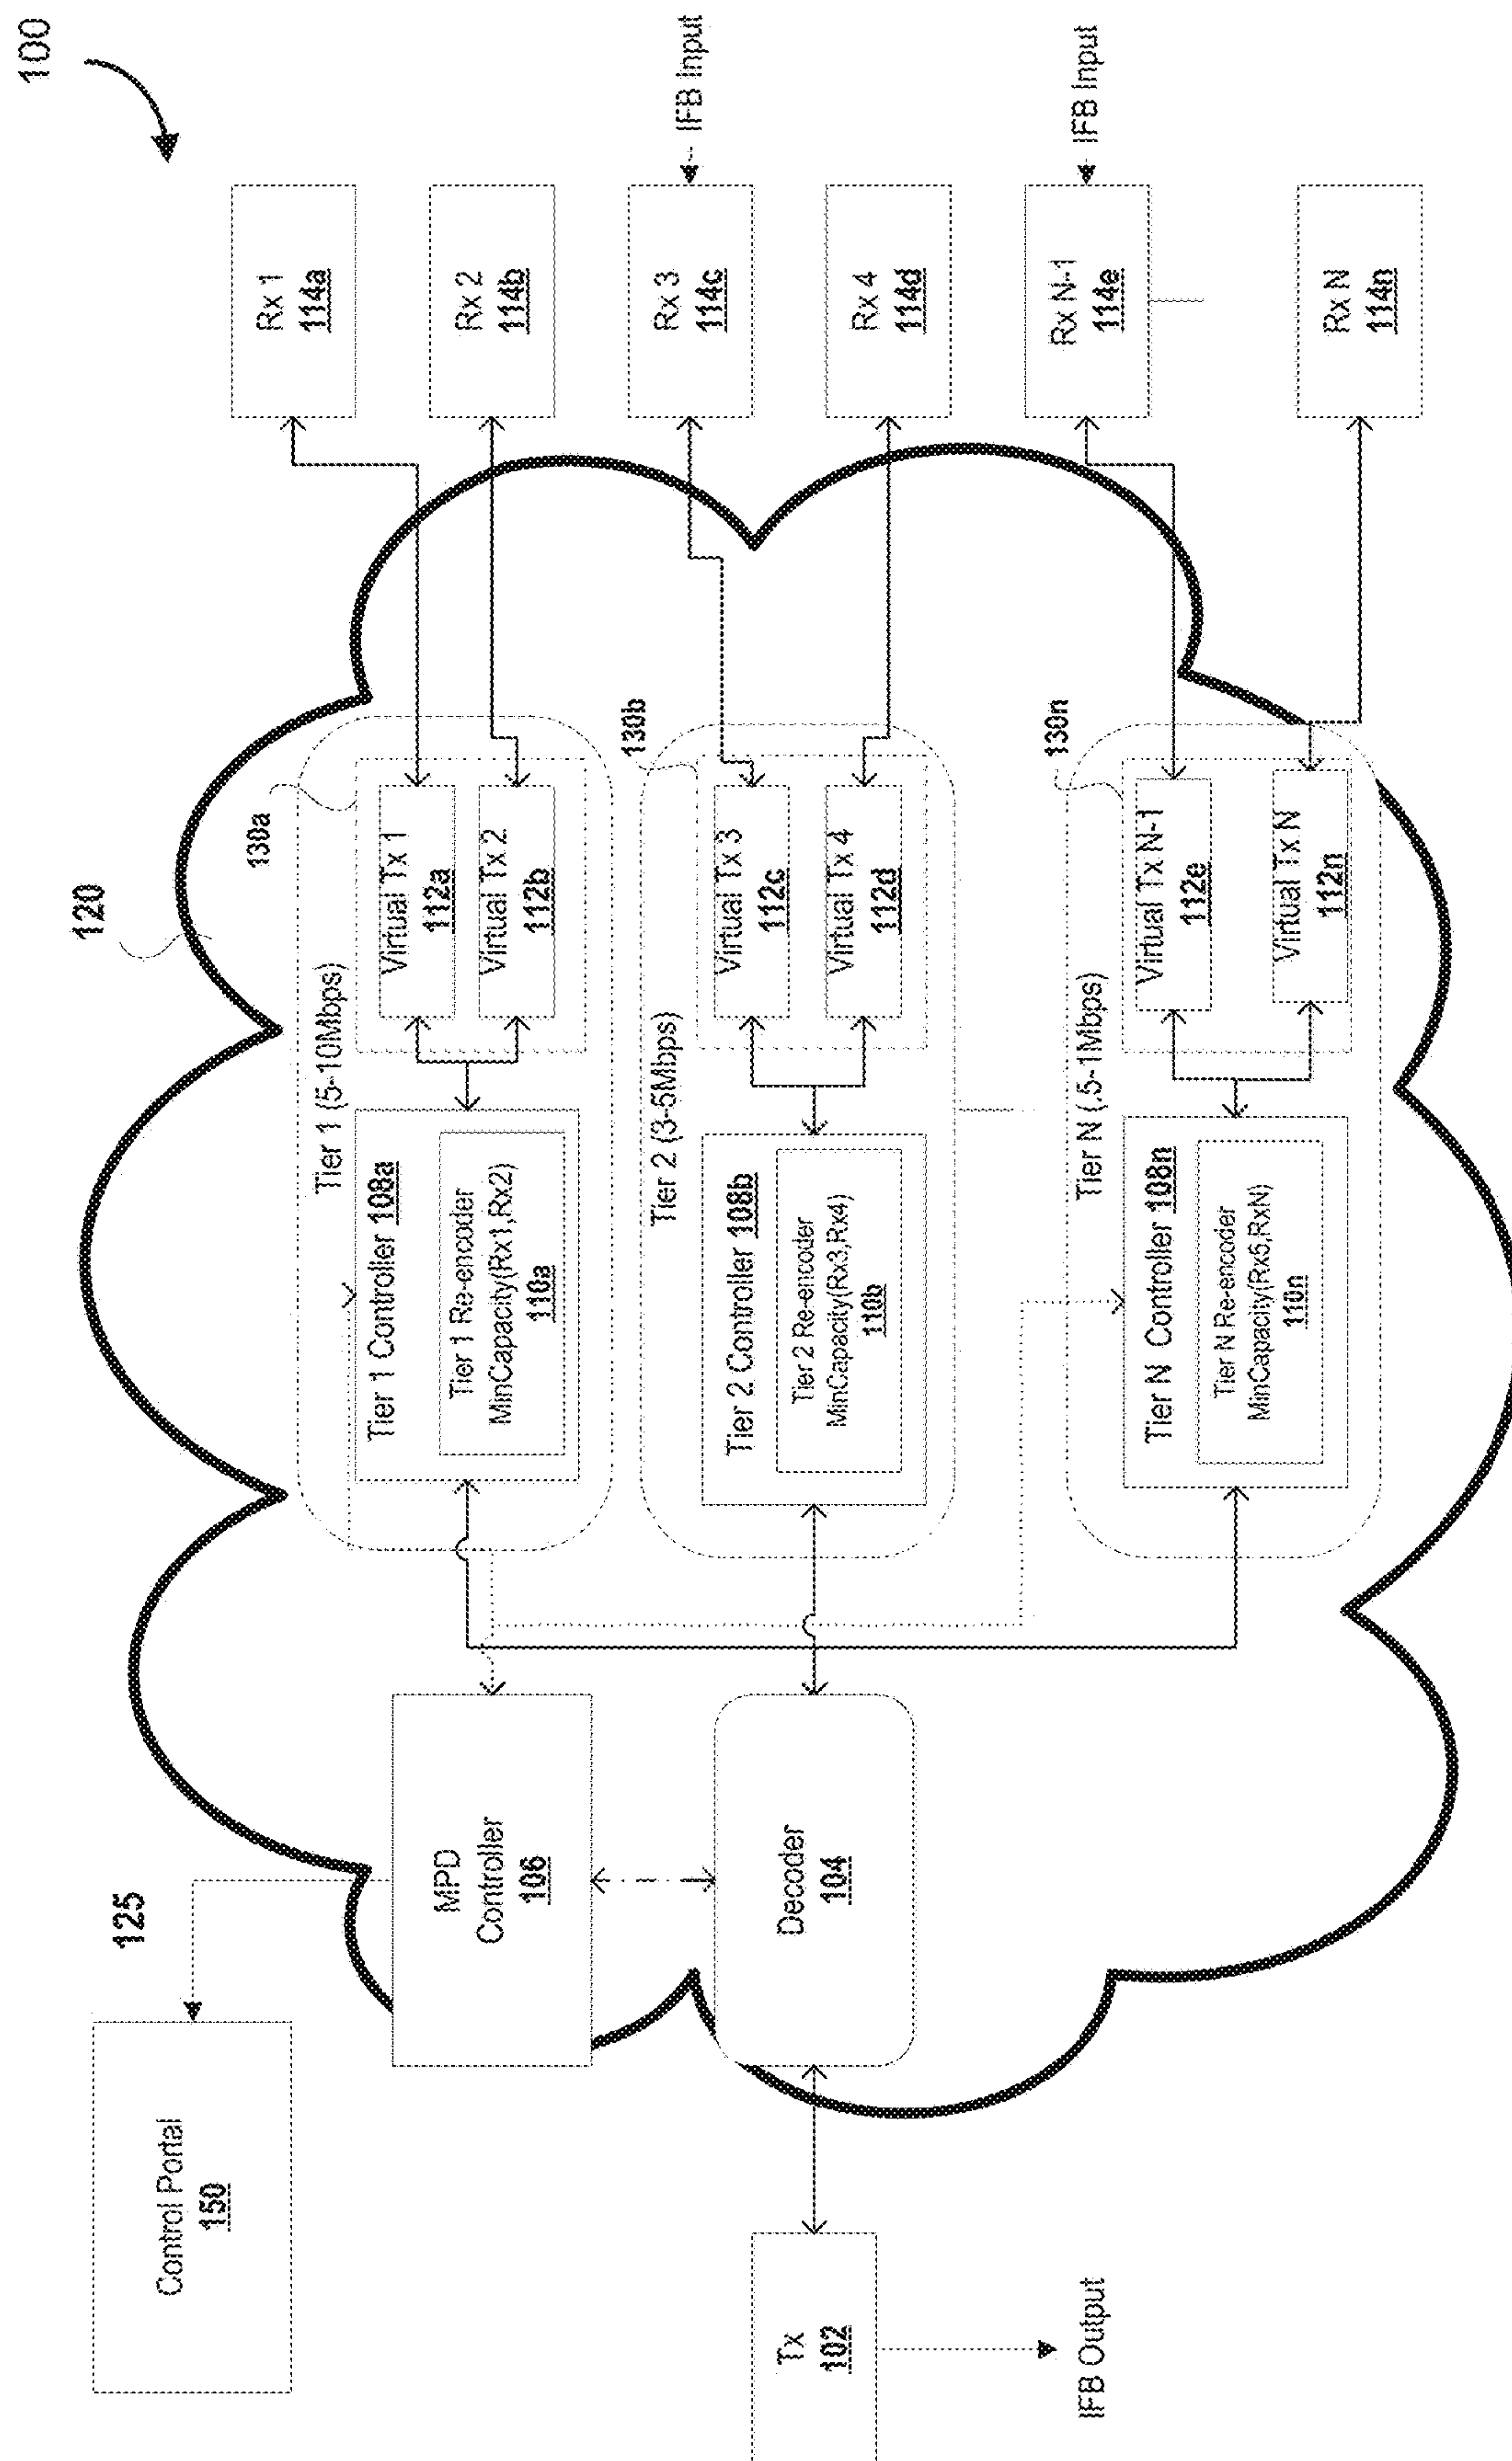 100
Control Portal
150
125
Tx
102
IFB Output
120
MPD
Controller
106
Decoder
104
Tier 1 (5-10Mbps)
Tier 1 Controller 108a
Tier 1 Re-encoder
MinCapacity(Rx1,Rx2)
110a
130a
Virtual Tx 1
112a
Virtual Tx 2
112b
Tier 2 (3-5Mbps)
Tier 2 Controller 108b
Tier 2 Re-encoder
MinCapacity(Rx3,Rx4)
110b
130b
Virtual Tx 3
112c
Virtual Tx 4
112d
Tier N (.5-1Mbps)
Tier N Controller 108n
Tier N Re-encoder
MinCapacity(Rx5,RxN)
110n
130n
Virtual Tx N-1
112e
Virtual Tx N
112n
Rx 1
114a
Rx 2
114b
Rx 3
114c
IFB Input
Rx 4
114d
Rx N-1
114e
IFB Input
Rx N
114n